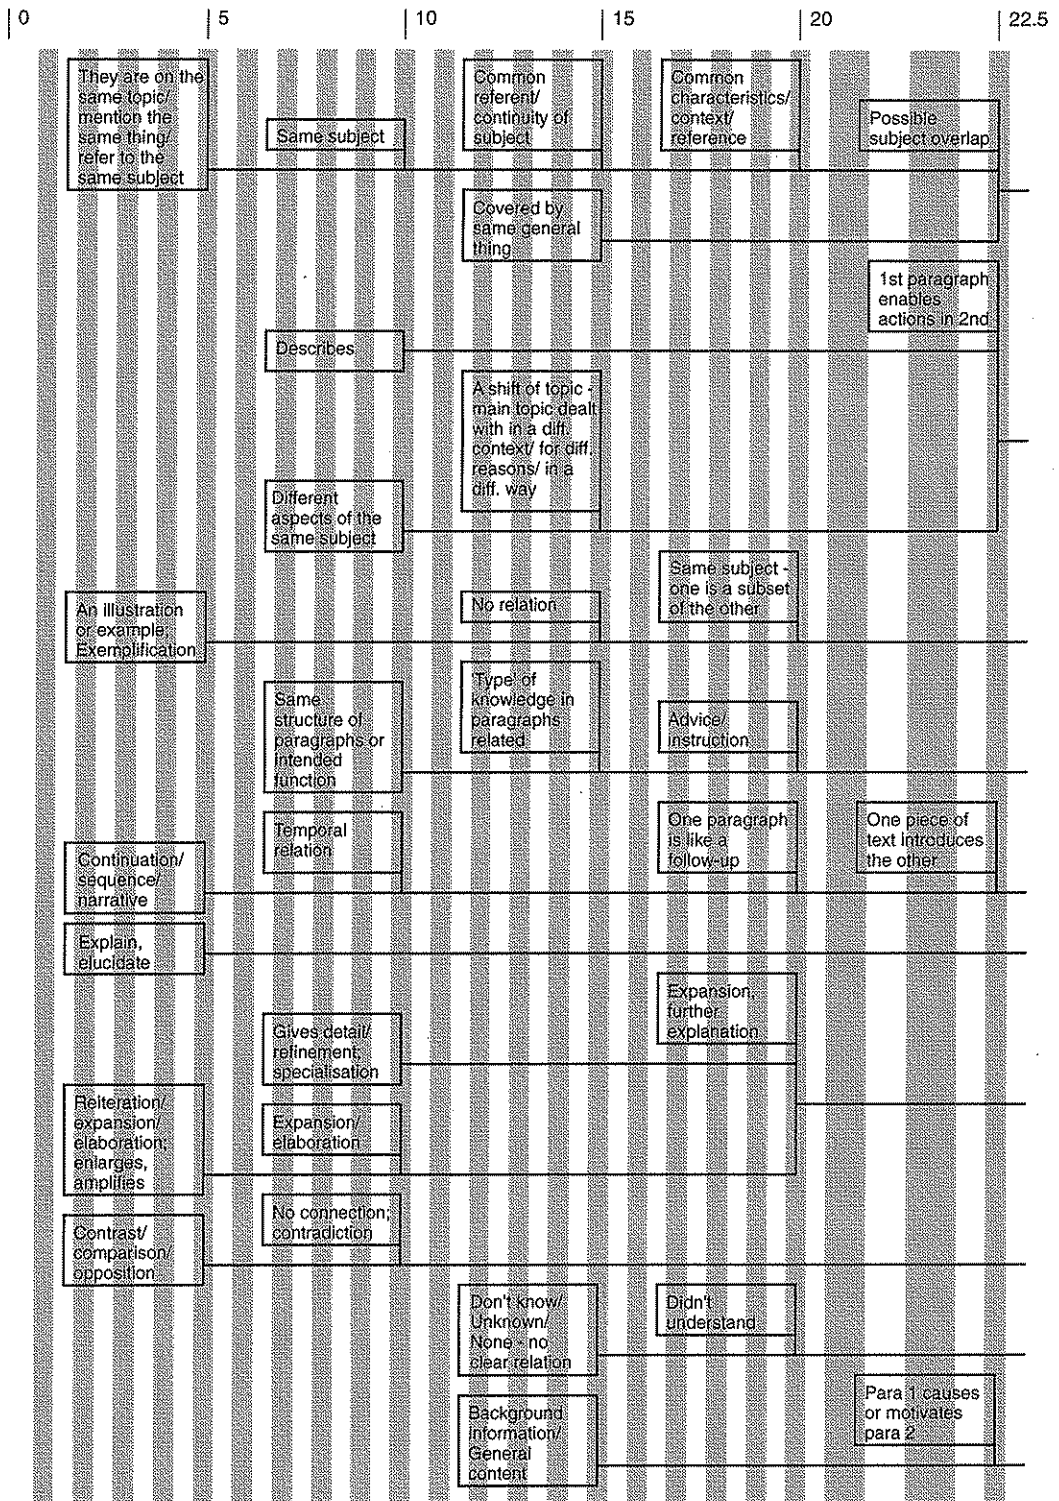 0 5 10 15 20 22.5
They are on the
same topic/
mention the
same thing/
refer to the
same subject
Same subject
Common
referent/
continuity of
subject
Common
characteristics/
context/
reference
Possible
subject overlap
Covered by
same general
thing
1st paragraph
enables
actions in 2nd
Describes
A shift of topic -
main topic dealt
with in a diff.
context/ for diff.
reasons/ in a
diff. way
Different
aspects of the
same subject
Same subject -
one is a subset
of the other
An illustration
or example;
Exemplification
No relation
Same
structure of
paragraphs or
intended
function
Type of
knowledge in
paragraphs
related
Advice/
instruction
Temporal
relation
One paragraph
is like a
follow-up
One piece of
text introduces
the other
Continuation/
sequence/
narrative
Explain,
elucidate
Expansion;
further
explanation
Gives detail/
refinement;
specialisation
Reiteration/
expansion/
elaboration;
enlarges,
amplifies
Expansion/
elaboration
No connection;
contradiction
Contrast/
comparison/
opposition
Don't know/
Unknown/
None - no
clear relation
Didn't
understand
Para 1 causes
or motivates
para 2
Background
information/
General
content